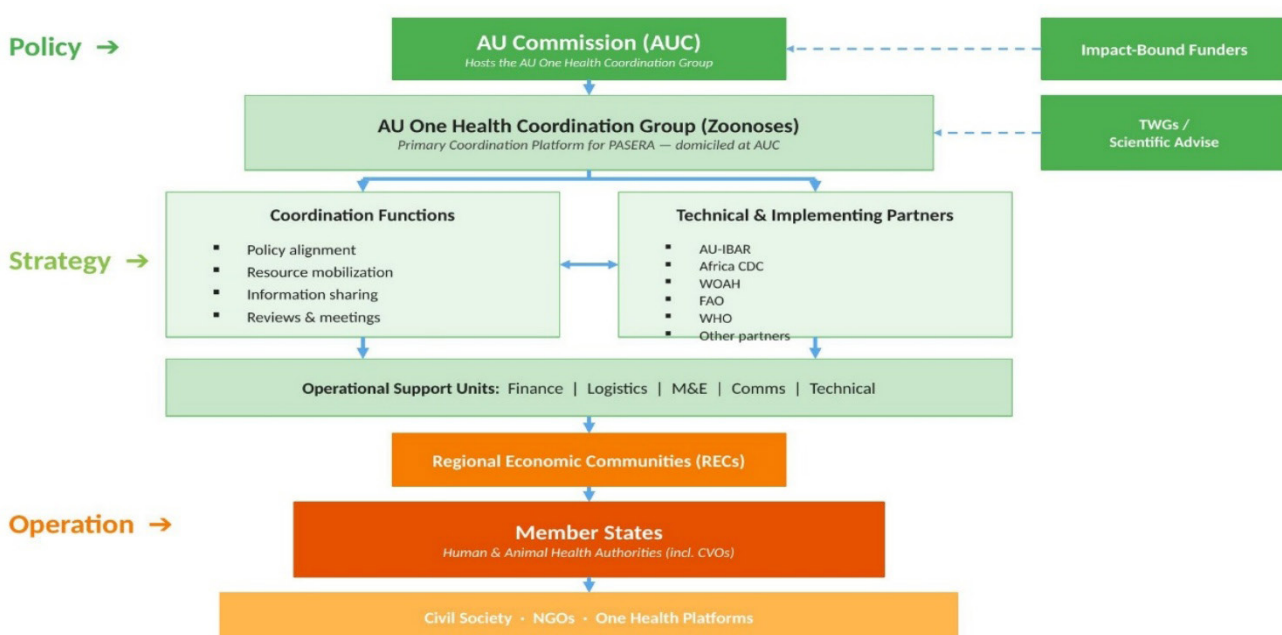 Policy →
AU Commission (AUC)
Hosts the AU One Health Coordination Group
Impact-Bound Funders
AU One Health Coordination Group (Zoonoses)
Primary Coordination Platform for PASERA — domiciled at AUC
TWGs /
Scientific Advise
Strategy →
Coordination Functions
▪ Policy alignment
▪ Resource mobilization
▪ Information sharing
▪ Reviews & meetings
Technical & Implementing Partners
▪ AU-IBAR
▪ Africa CDC
▪ WOAH
▪ FAO
▪ WHO
▪ Other partners
Operational Support Units: Finance | Logistics | M&E | Comms | Technical
Regional Economic Communities (RECs)
Operation →
Member States
Human & Animal Health Authorities (incl. CVOs)
Civil Society · NGOs · One Health Platforms